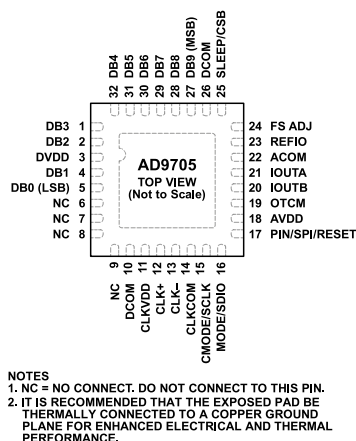 32 DB4
31 DB5
30 DB6
29 DB7
28 DB8
27 DB9 (MSB)
26 DCOM
25 SLEEP/CSB
DB3 1
DB2 2
DVDD 3
DB1 4
DB0 (LSB) 5
NC 6
NC 7
NC 8
AD9705
TOP VIEW
(Not to Scale)
24 FS ADJ
23 REFIO
22 ACOM
21 IOUTA
20 IOUTB
19 OTCM
18 AVDD
17 PIN/SPI/RESET
NC 9
DCOM 10
CLKVDD 11
CLK+ 12
CLK– 13
CLKCOM 14
CMODE/SCLK 15
MODE/SDIO 16
NOTES
1. NC = NO CONNECT. DO NOT CONNECT TO THIS PIN.
2. IT IS RECOMMENDED THAT THE EXPOSED PAD BE
THERMALLY CONNECTED TO A COPPER GROUND
PLANE FOR ENHANCED ELECTRICAL AND THERMAL
PERFORMANCE.